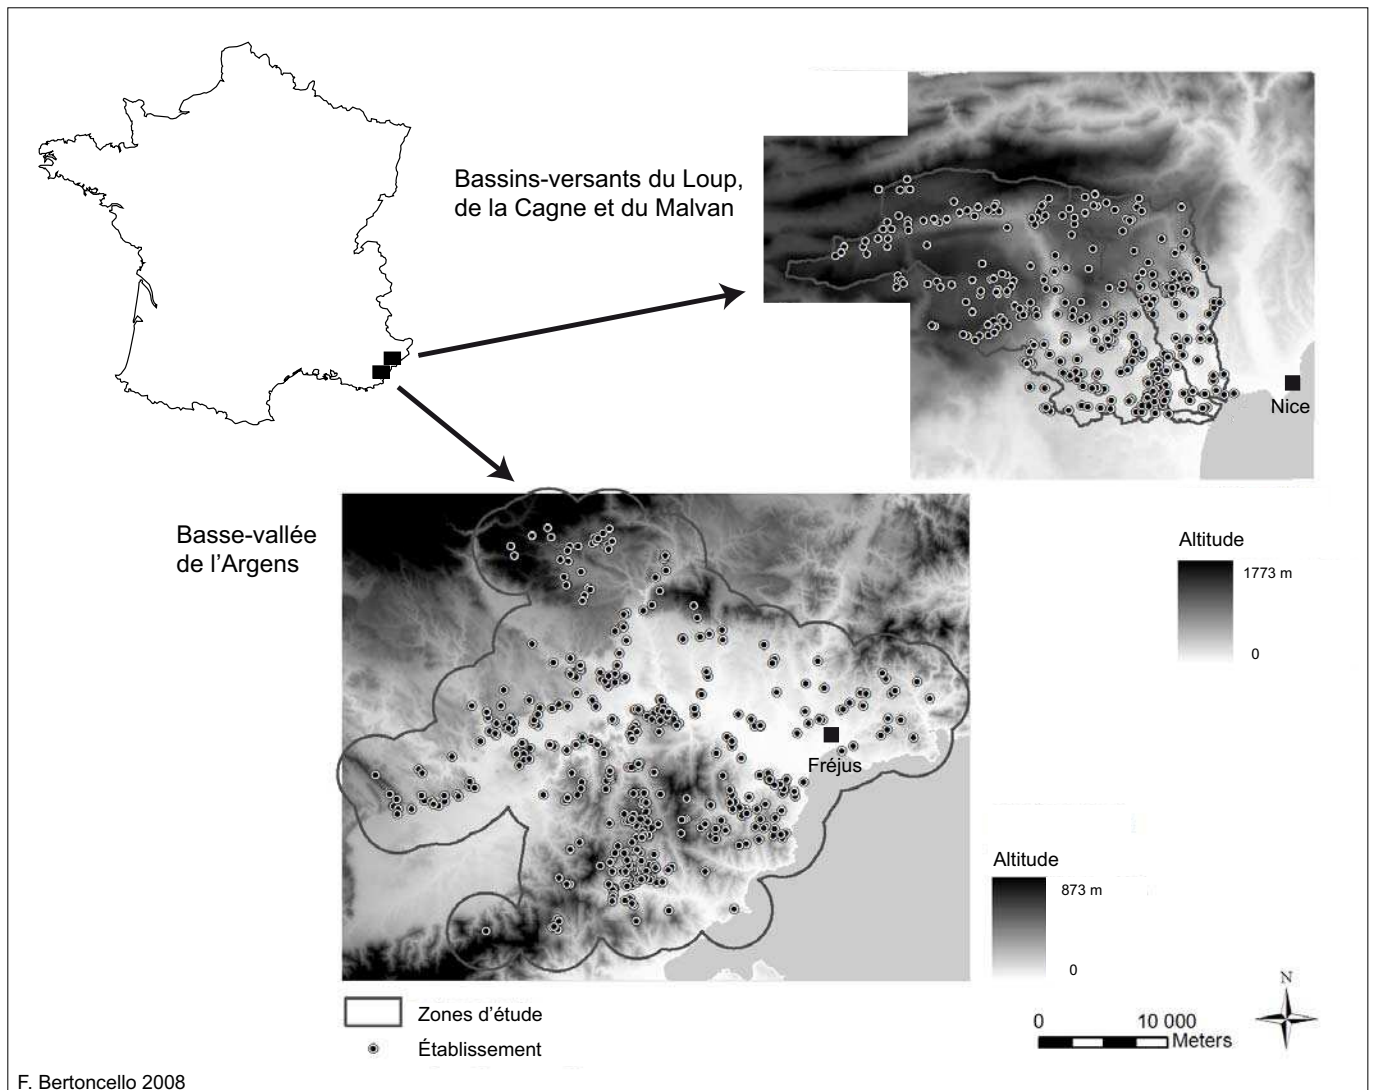 Bassins-versants du Loup,
de la Cagne et du Malvan
Nice
Basse-vallée
de l'Argens
Altitude
1773 m
0
Fréjus
Altitude
873 m
0
Zones d'étude
Établissement
N
0 10 000
Meters
F. Bertoncello 2008